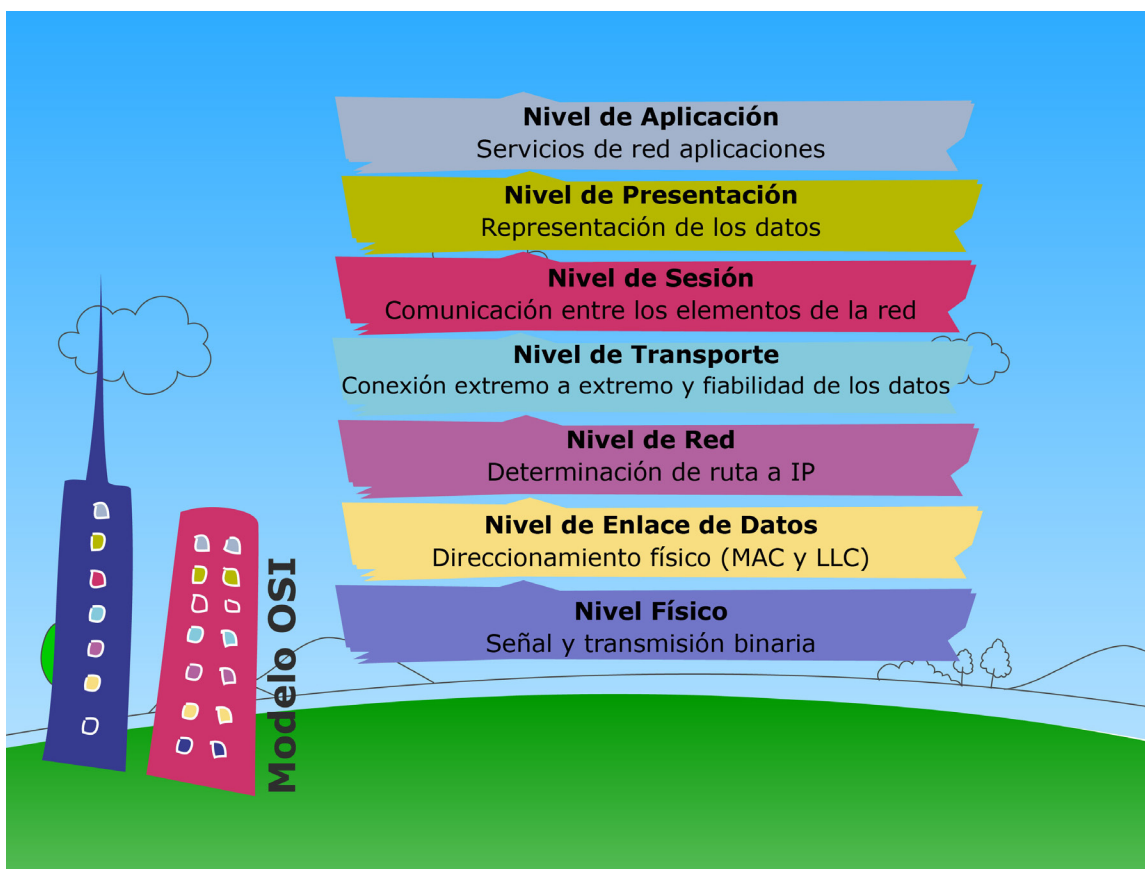 Nivel de Aplicación
Servicios de red aplicaciones
Nivel de Presentación
Representación de los datos
Nivel de Sesión
Comunicación entre los elementos de la red
Nivel de Transporte
Conexión extremo a extremo y fiabilidad de los datos
Nivel de Red
Determinación de ruta a IP
Nivel de Enlace de Datos
Direccionamiento físico (MAC y LLC)
Nivel Físico
Señal y transmisión binaria
Modelo OSI